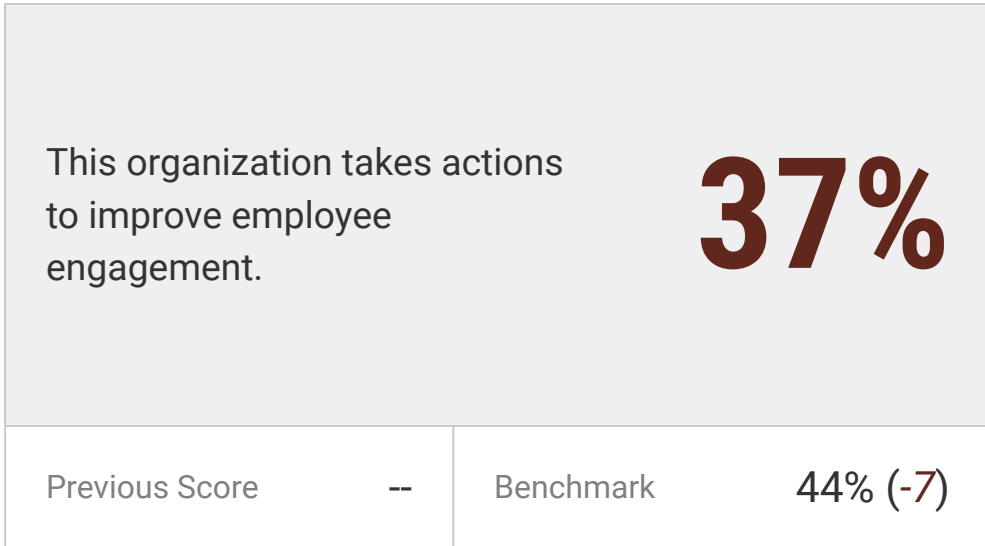 This organization takes actions
to improve employee
engagement.
37%
Previous Score --
Benchmark 44% (-7)